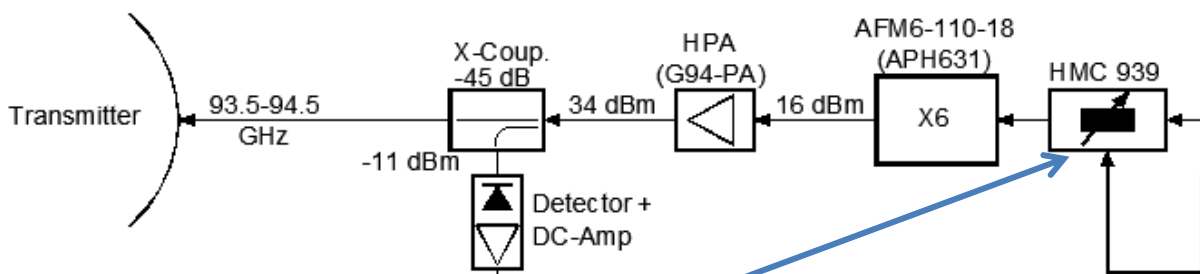 AFM6-110-18
(APH631)
HPA
(G94-PA)
X-Coup.
-45 dB
HMC 939
Transmitter
93.5-94.5
GHz
34 dBm
16 dBm
X6
-11 dBm
Detector +
DC-Amp